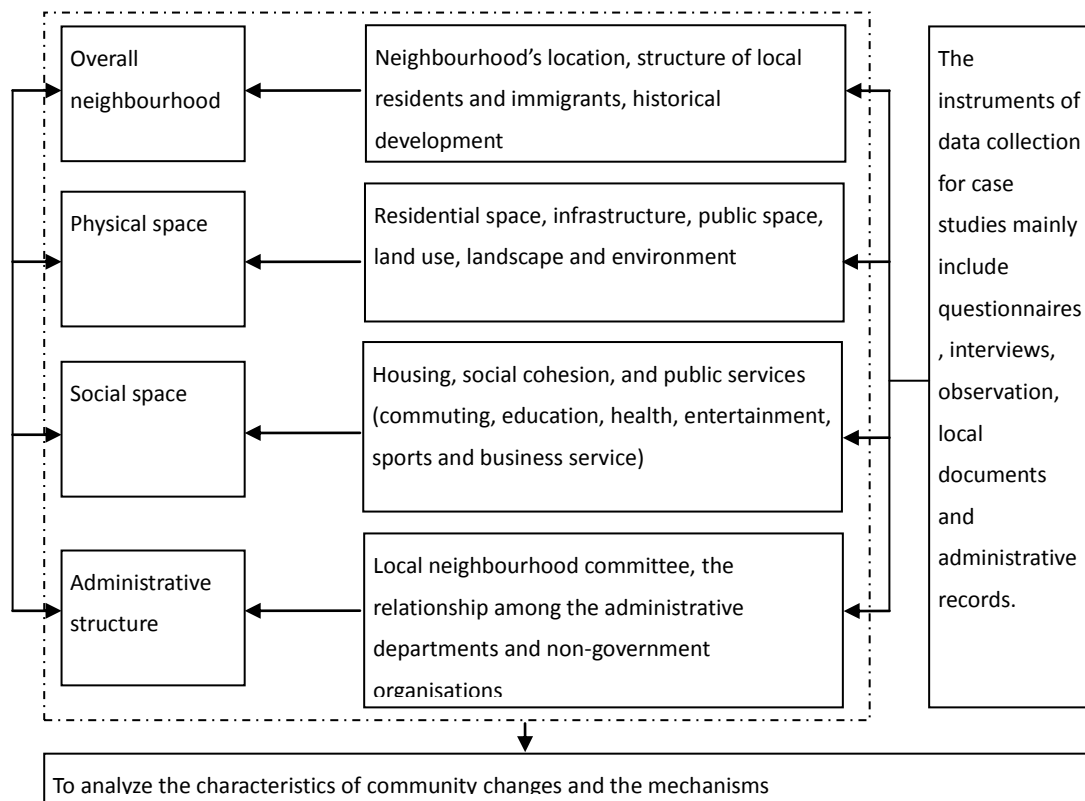 Overall
neighbourhood
Neighbourhood’s location, structure of local
residents and immigrants, historical
development
Physical space
Residential space, infrastructure, public space,
land use, landscape and environment
Social space
Housing, social cohesion, and public services
(commuting, education, health, entertainment,
sports and business service)
Administrative
structure
Local neighbourhood committee, the
relationship among the administrative
departments and non-government
organisations
The
instruments of
data collection
for case
studies mainly
include
questionnaires
, interviews,
observation,
local
documents
and
administrative
records.
To analyze the characteristics of community changes and the mechanisms